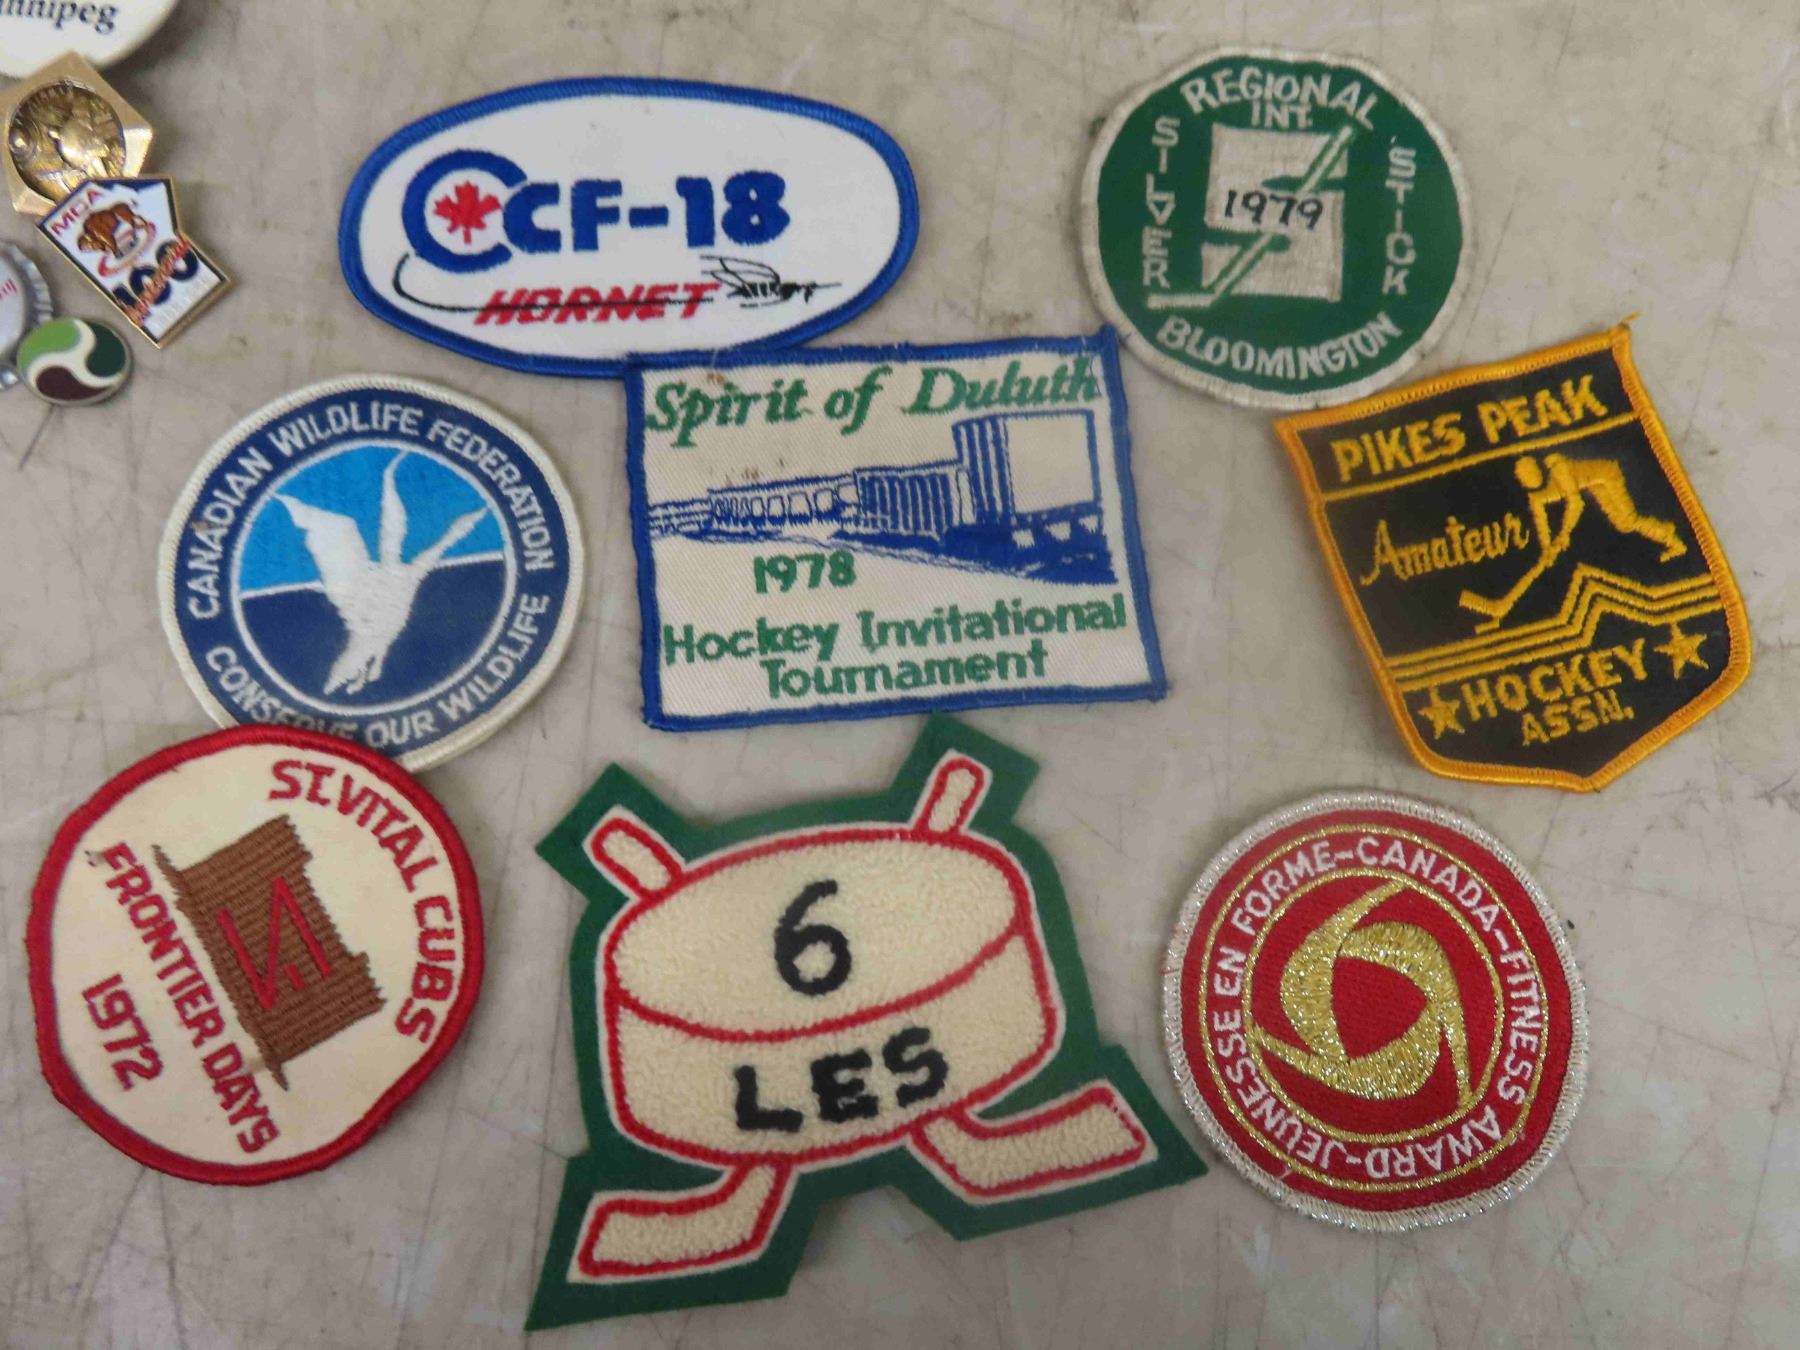 nnipeg
MCA
100
CF-18
HORNET
REGIONAL
INT.
SILVER
STICK
1979
BLOOMINGTON
CANADIAN WILDLIFE FEDERATION
CONSERVE OUR WILDLIFE
Spirit of Duluth
1978
Hockey Invitational
Tournament
PIKES PEAK
Amateur
HOCKEY
ASSN.
ST. VITAL CUBS
FRONTIER DAYS
1972
6
LES
JEUNESSE EN FORME-CANADA-FITNESS AWARD-